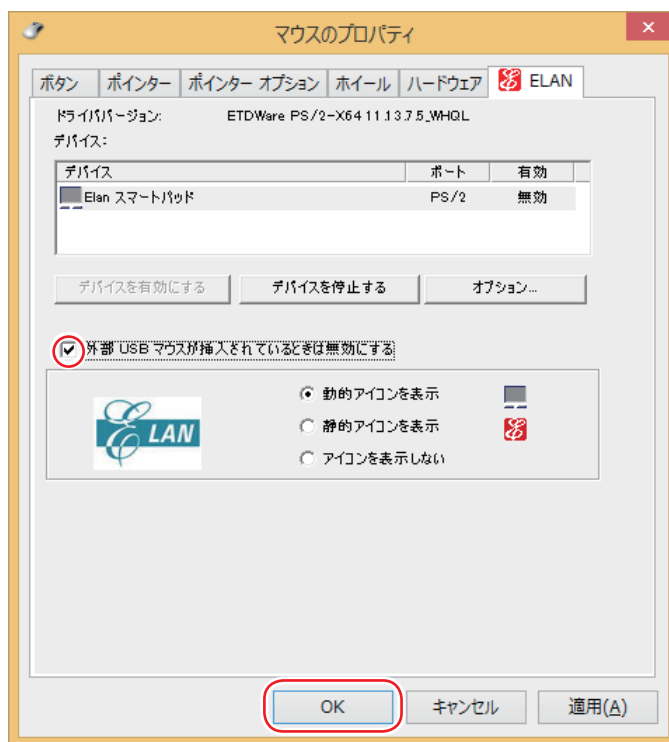 マウスのプロパティ
ボタン ポインター ポインター オプション ホイール ハードウェア ELAN
ドライババージョン: ETDWare PS/2-X64 11.13.7.5_WHQL
デバイス:
デバイス ポート 有効
Elan スマートパッド PS/2 無効
デバイスを有効にする デバイスを停止する オプション...
外部 USB マウスが挿入されているときは無効にする
ELAN
動的アイコンを表示
静的アイコンを表示
アイコンを表示しない
OK キャンセル 適用(A)